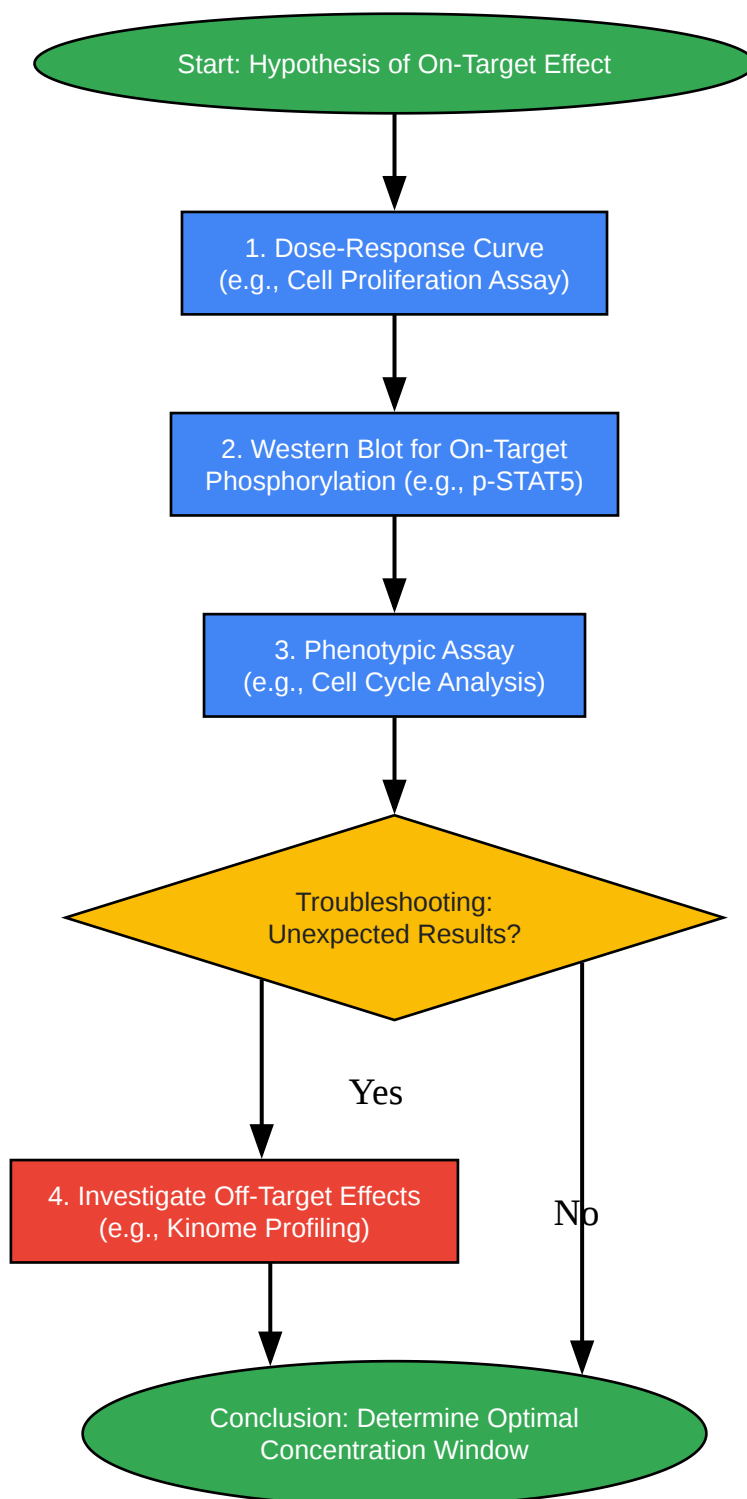 Start: Hypothesis of On-Target Effect
1. Dose-Response Curve
(e.g., Cell Proliferation Assay)
2. Western Blot for On-Target
Phosphorylation (e.g., p-STAT5)
3. Phenotypic Assay
(e.g., Cell Cycle Analysis)
Troubleshooting:
Unexpected Results?
Yes
4. Investigate Off-Target Effects
(e.g., Kinome Profiling)
No
Conclusion: Determine Optimal
Concentration Window